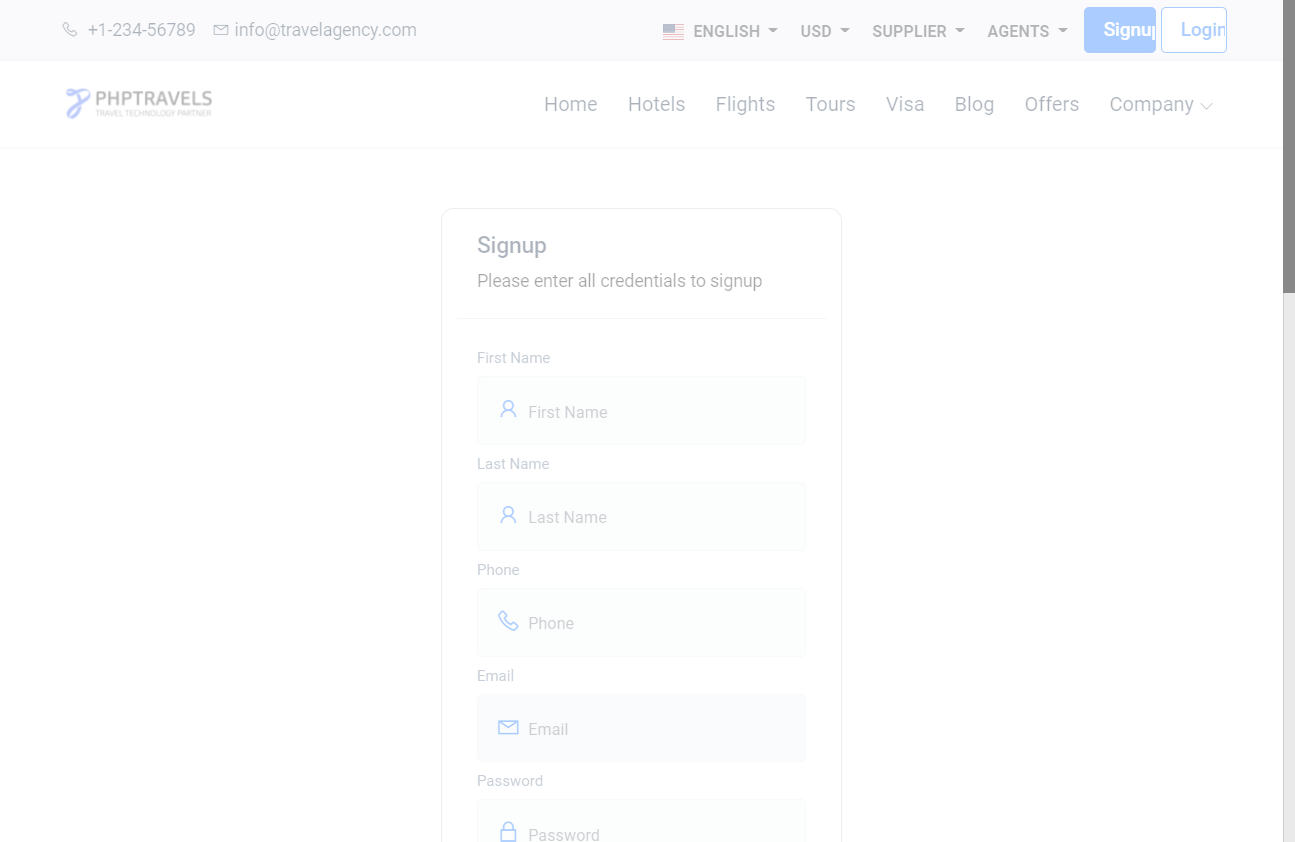 +1-234-56789 info@travelagency.com ENGLISH USD SUPPLIER AGENTS Signup Login
PHPTRAVELS
TRAVEL TECHNOLOGY PARTNER
Home Hotels Flights Tours Visa Blog Offers Company
Signup
Please enter all credentials to signup
First Name
First Name
Last Name
Last Name
Phone
Phone
Email
Email
Password
Password